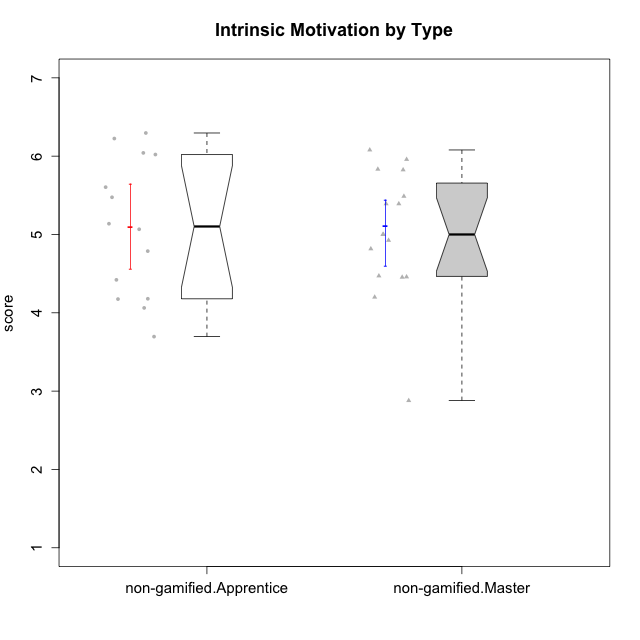 Intrinsic Motivation by Type
score
7
6
5
4
3
2
1
non-gamified.Apprentice
non-gamified.Master